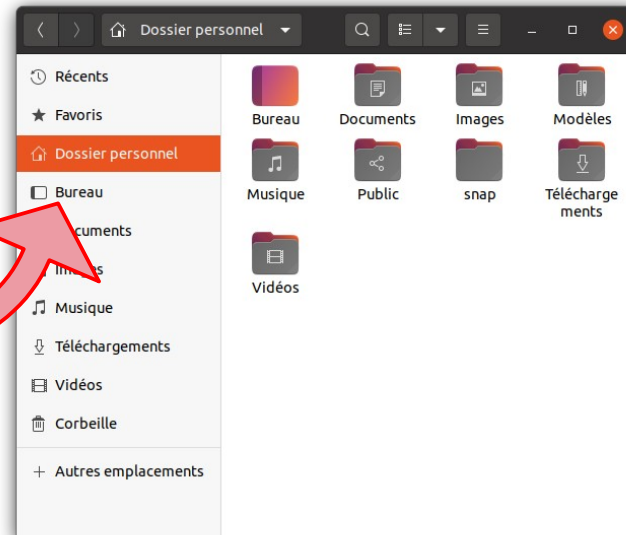 Dossier personnel
Récents
Favoris
Dossier personnel
Bureau
cuments
Musique
Téléchargements
Vidéos
Corbeille
Autres emplacements
Bureau
Documents
Images
Modèles
Musique
Public
snap
Télécharge
ments
Vidéos